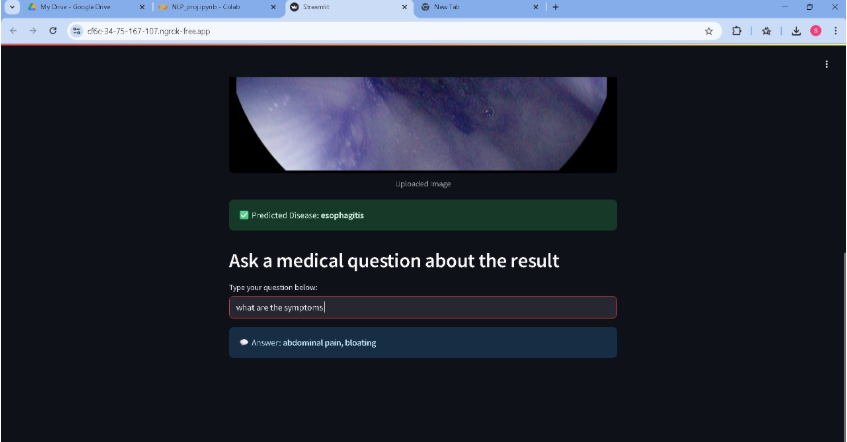 My Drive - Google Drive
NLP_proj.ipynb - Colab
Streamlit
New Tab
cf6c-34-75-167-107.ngrok-free.app
S
Uploaded Image
Predicted Disease: esophagitis
Ask a medical question about the result
Type your question below:
what are the symptoms
Answer: abdominal pain, bloating